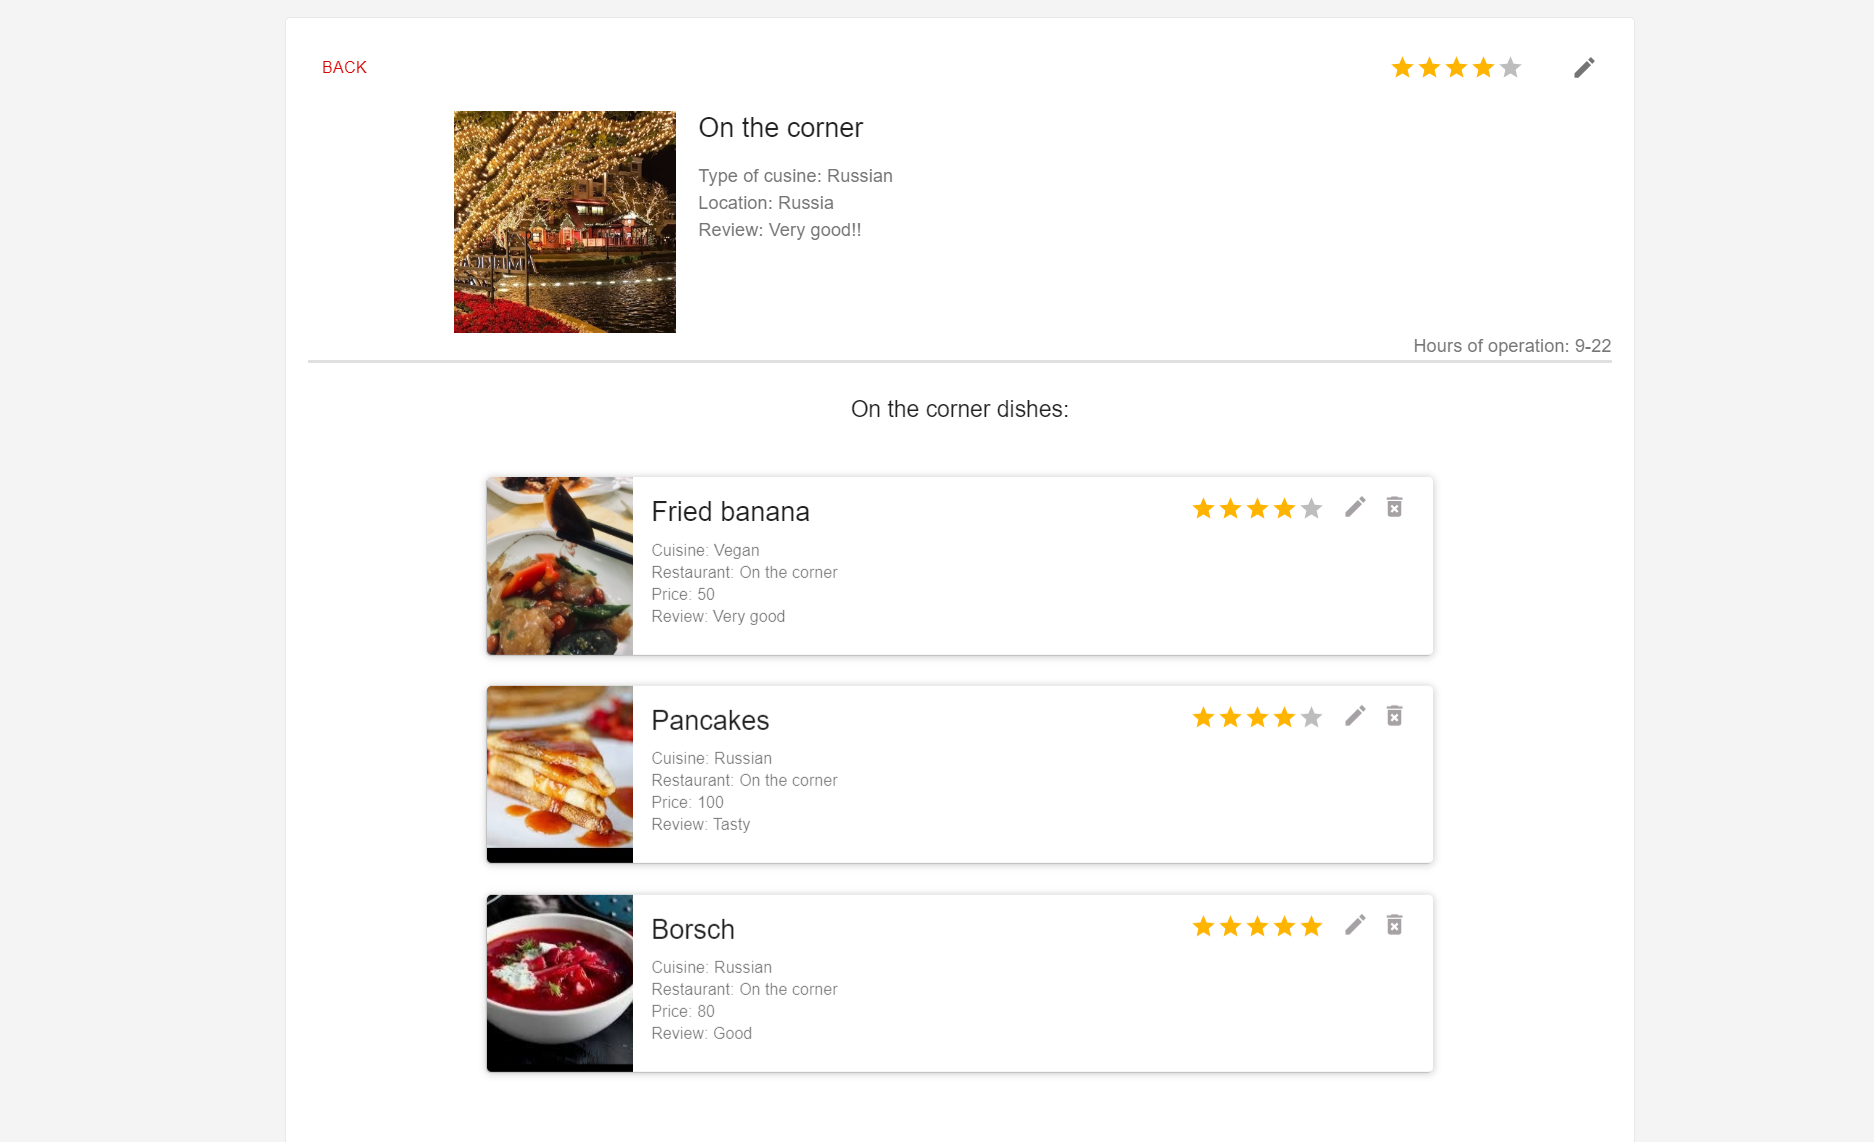 BACK
On the corner
Type of cusine: Russian
Location: Russia
Review: Very good!!
Hours of operation: 9-22
On the corner dishes:
Fried banana
Cuisine: Vegan
Restaurant: On the corner
Price: 50
Review: Very good
Pancakes
Cuisine: Russian
Restaurant: On the corner
Price: 100
Review: Tasty
Borsch
Cuisine: Russian
Restaurant: On the corner
Price: 80
Review: Good